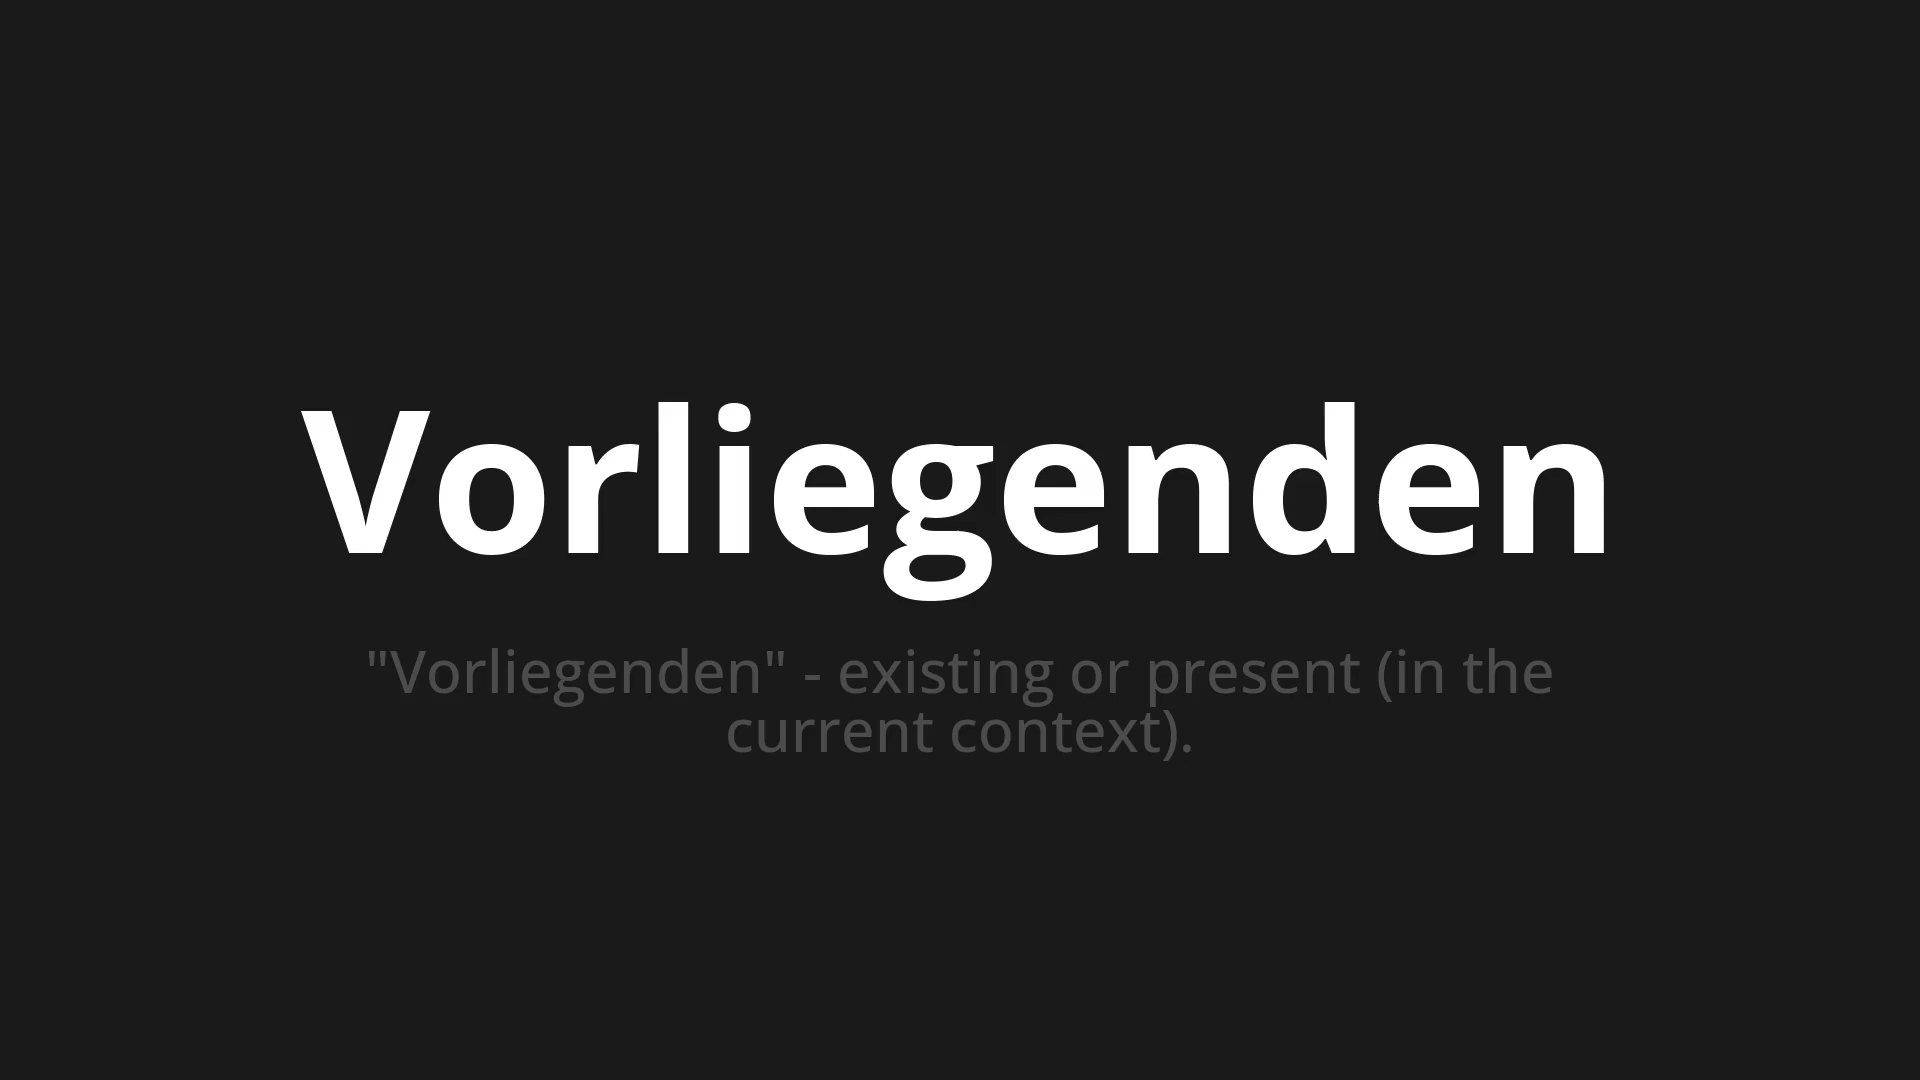 Vorliegenden
"Vorliegenden" - existing or present (in the
current context).